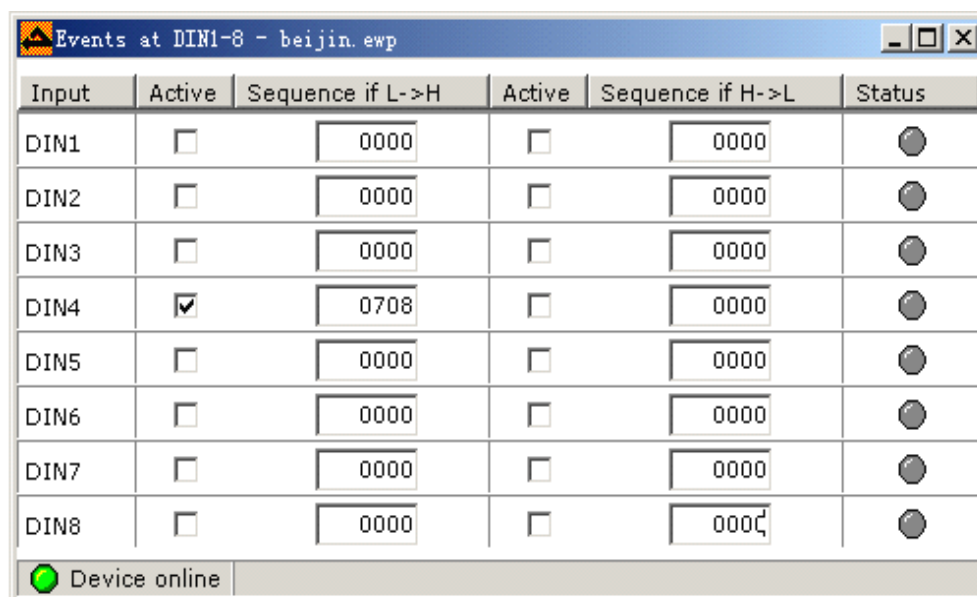 Events at DIN1-8 - beijin.ewp
Input Active Sequence if L->H Active Sequence if H->L Status
DIN1 0000 0000
DIN2 0000 0000
DIN3 0000 0000
DIN4 0708 0000
DIN5 0000 0000
DIN6 0000 0000
DIN7 0000 0000
DIN8 0000 0000
Device online